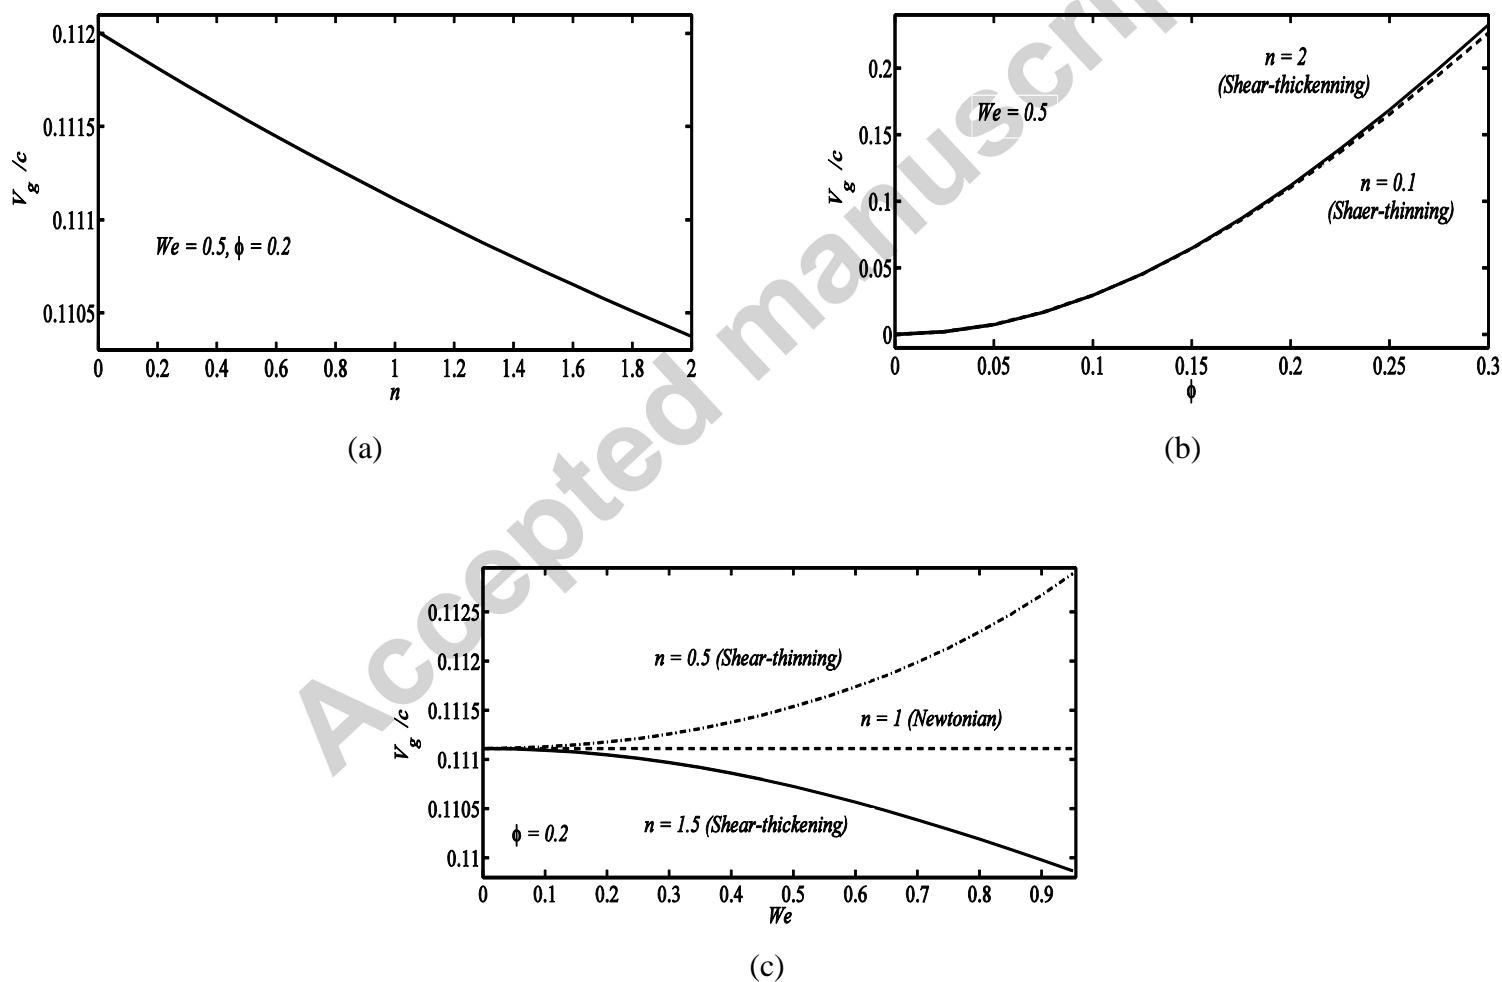 0.112
0.1115
0.111
0.1105
V_g /c
We = 0.5, ϕ = 0.2
0 0.2 0.4 0.6 0.8 1 1.2 1.4 1.6 1.8 2
n
(a)
0.2
0.15
0.1
0.05
0
V_g /c
We = 0.5
n = 2
(Shear-thickenning)
n = 0.1
(Shaer-thinning)
0 0.05 0.1 0.15 0.2 0.25 0.3
ϕ
(b)
Accepted manuscrip
0.1125
0.112
0.1115
0.111
0.1105
0.11
V_g /c
n = 0.5 (Shear-thinning)
n = 1 (Newtonian)
n = 1.5 (Shear-thickening)
ϕ = 0.2
0 0.1 0.2 0.3 0.4 0.5 0.6 0.7 0.8 0.9
We
(c)